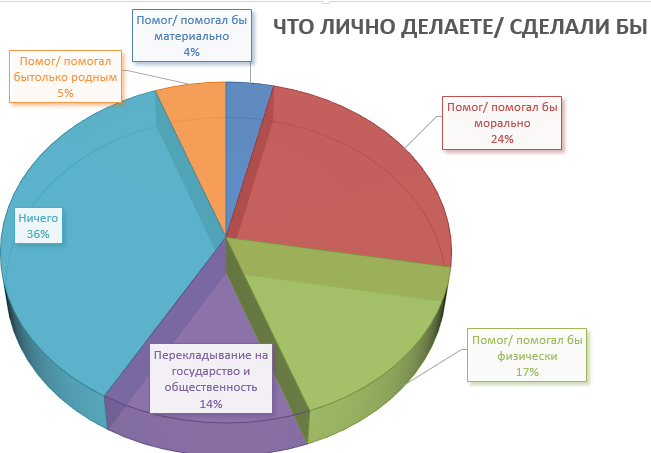 ЧТО ЛИЧНО ДЕЛАЕТЕ/ СДЕЛАЛИ БЫ
Помог/ помогал бы
материально
4%
Помог/ помогал
бытолько родным
5%
Помог/ помогал бы
морально
24%
Ничего
36%
Перекладывание на
государство и
общественность
14%
Помог/ помогал бы
физически
17%